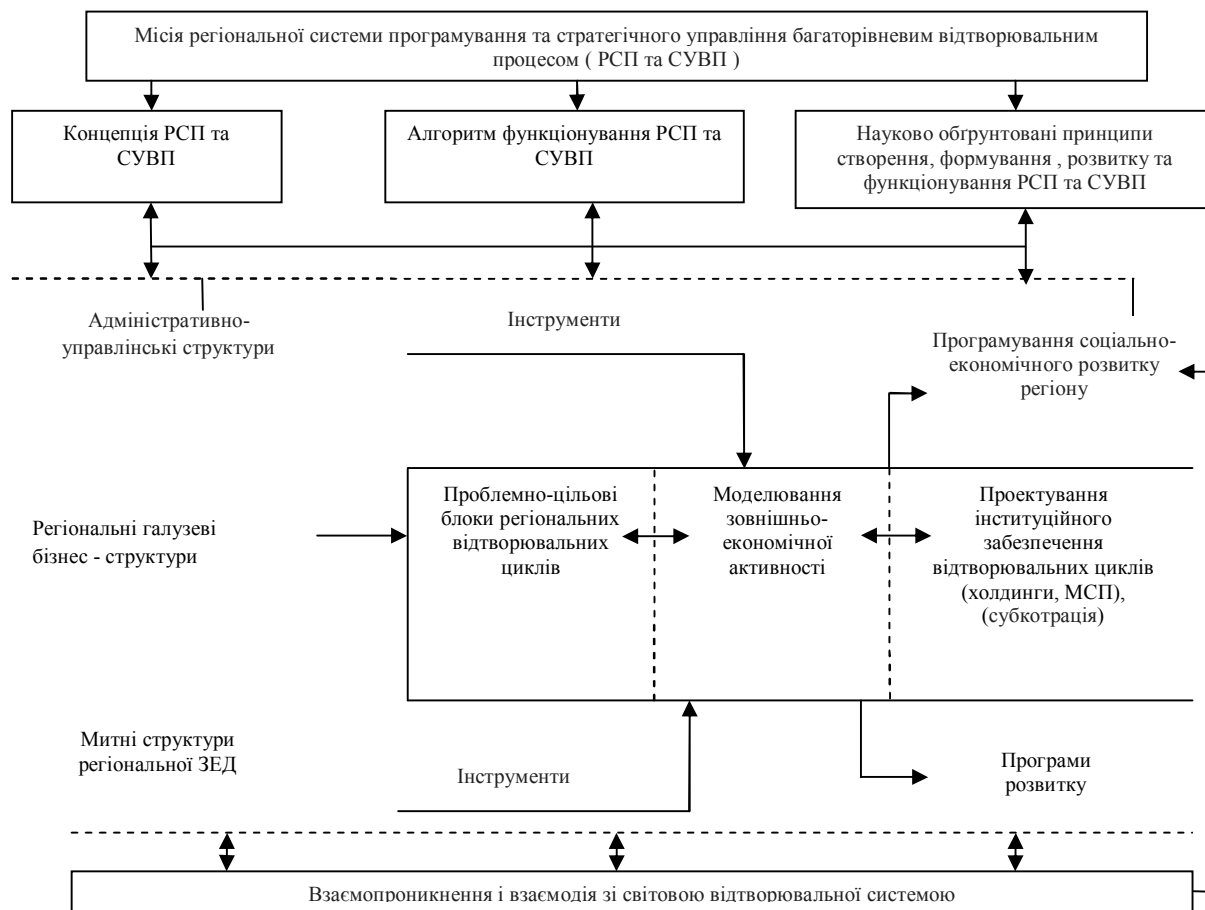 Місія регіональної системи програмування та стратегічного управління багаторівневим відтворювальним
процесом ( РСП та СУВП )
Концепція РСП та
СУВП
Алгоритм функціонування РСП та
СУВП
Науково обґрунтовані принципи
створення, формування , розвитку та
функціонування РСП та СУВП
Адміністративно-
управлінські структури
Інструменти
Програмування соціально-
економічного розвитку
регіону
Регіональні галузеві
бізнес - структури
Проблемно-цільові
блоки регіональних
відтворювальних
циклів
Моделювання
зовнішньо-
економічної
активності
Проектування
інституційного
забезпечення
відтворювальних циклів
(холдинги, МСП),
(субкотрація)
Митні структури
регіональної ЗЕД
Інструменти
Програми
розвитку
Взаємопроникнення і взаємодія зі світовою відтворювальної системою